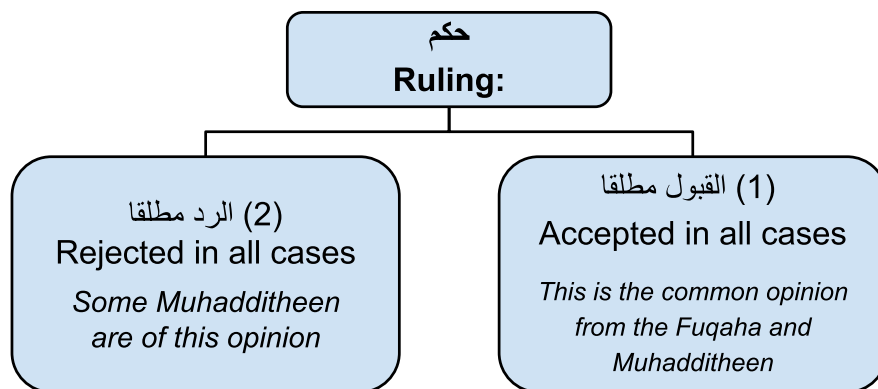 حكم
Ruling:
(1) القبول مطلقا
Accepted in all cases
This is the common opinion
from the Fuqaha and
Muhadditheen
(2) الرد مطلقا
Rejected in all cases
Some Muhadditheen
are of this opinion